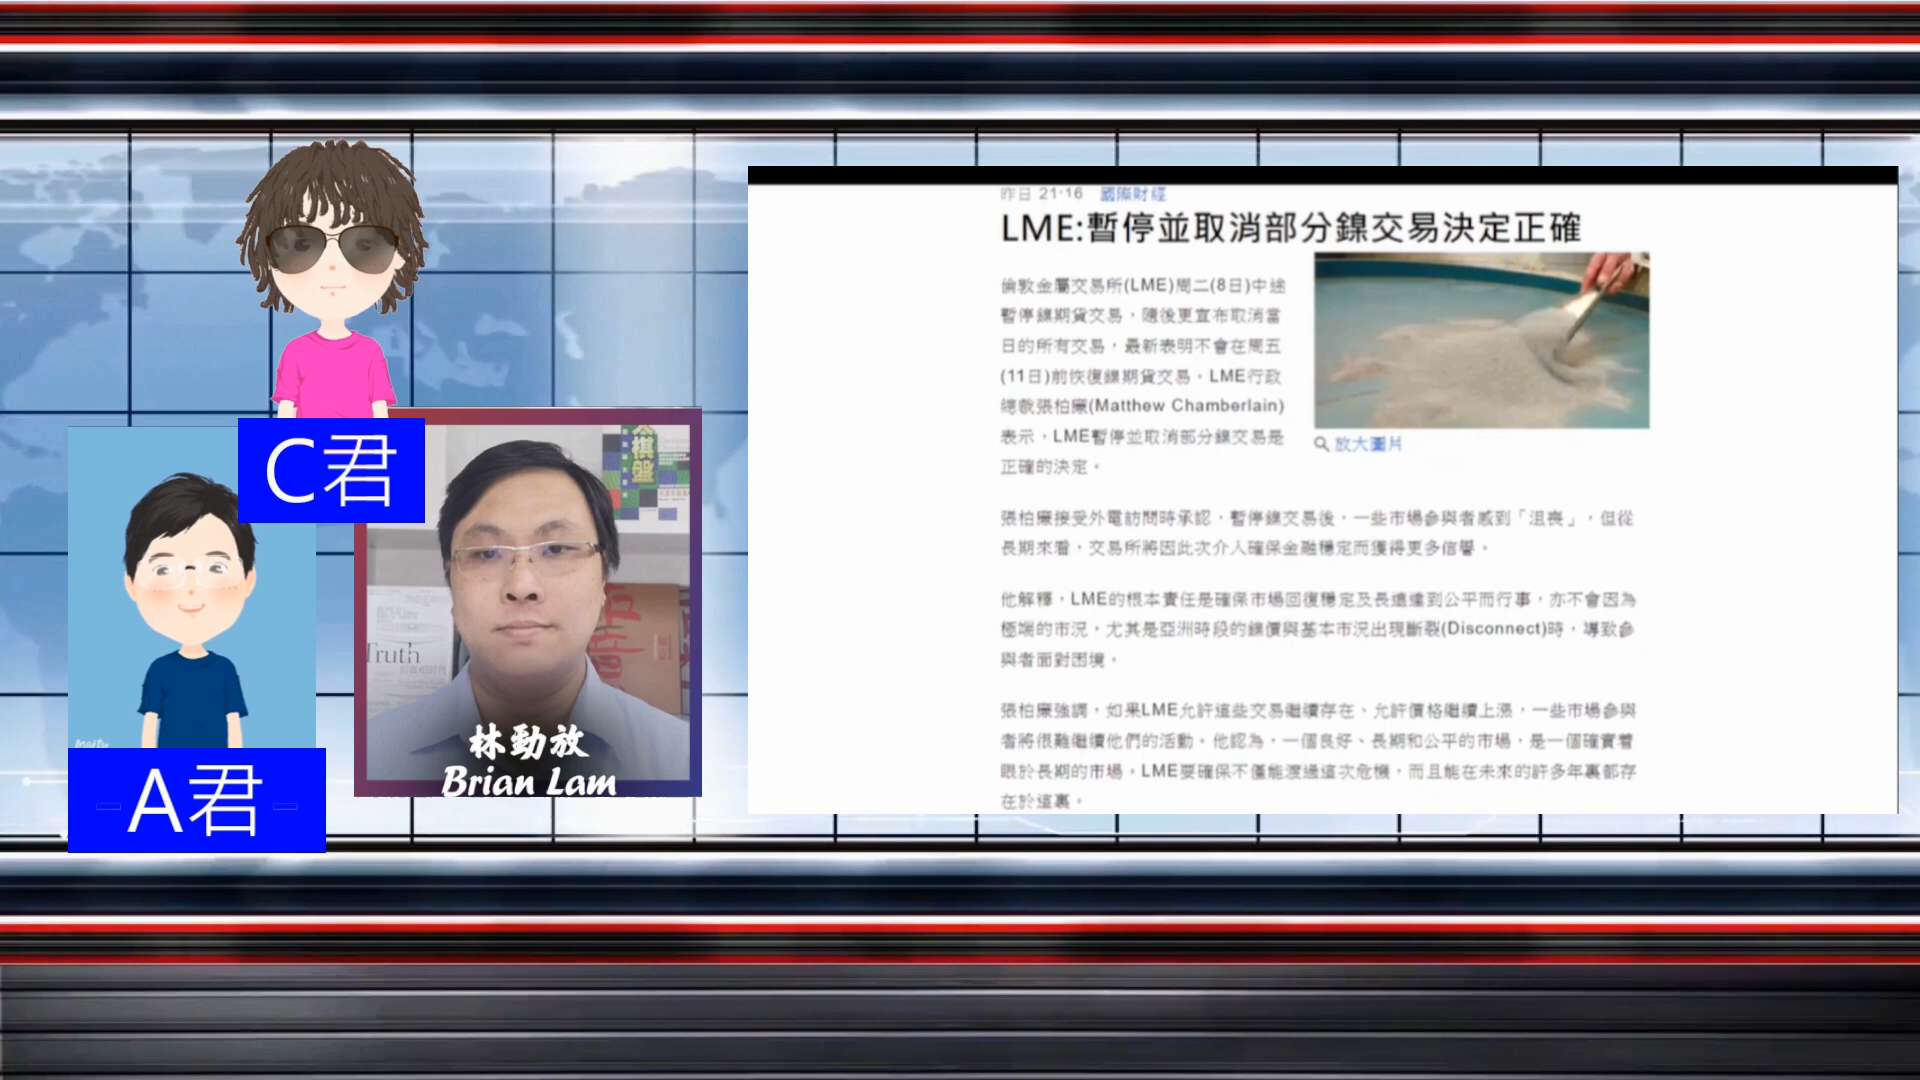 C君
A君
林勁放
Brian Lam
Truth
昨日 21:16 國際財經
LME:暫停並取消部分鎳交易決定正確
倫敦金屬交易所(LME)周二(8日)中途
暫停鎳期貨交易，隨後更宣布取消當
日的所有交易，最新表明不會在周五
(11日)前恢復鎳期貨交易。LME行政
總裁張柏廉(Matthew Chamberlain)
表示，LME暫停並取消部分鎳交易是
正確的決定。
放大圖片
張柏廉接受外電訪問時承認，暫停鎳交易後，一些市場參與者感到「沮喪」，但從
長期來看，交易所將因此次介入確保金融穩定而獲得更多信譽。
他解釋，LME的根本責任是確保市場回復穩定及長遠達到公平而行事，亦不會因為
極端的市況，尤其是亞洲時段的鎳價與基本市況出現斷裂(Disconnect)時，導致參
與者面對困境。
張柏廉強調，如果LME允許這些交易繼續存在、允許價格繼續上漲，一些市場參與
者將很難繼續他們的活動。他認為，一個良好、長期和公平的市場，是一個確實着
眼於長期的市場。LME要確保不僅能渡過這次危機，而且能在未來的許多年裏都存
在於這裏。